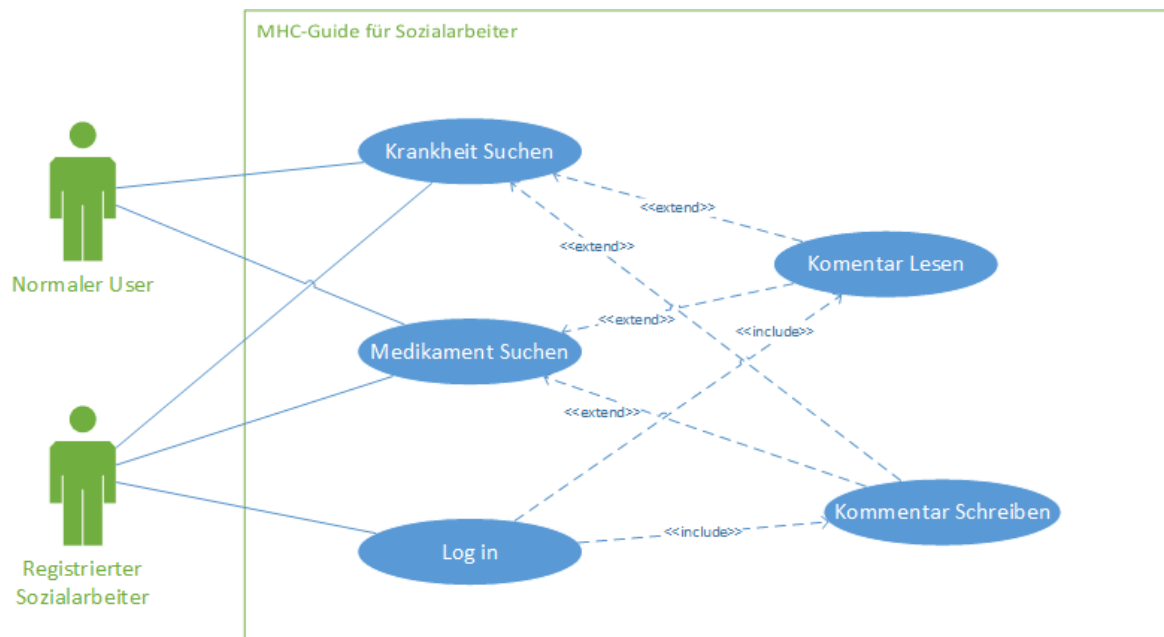 MHC-Guide für Sozialarbeiter
Krankheit Suchen
<<extend>>
<<extend>>
Komentar Lesen
Normaler User
<<extend>>
<<include>>
Medikament Suchen
<<extend>>
Kommentar Schreiben
<<include>>
Log in
Registrierter
Sozialarbeiter